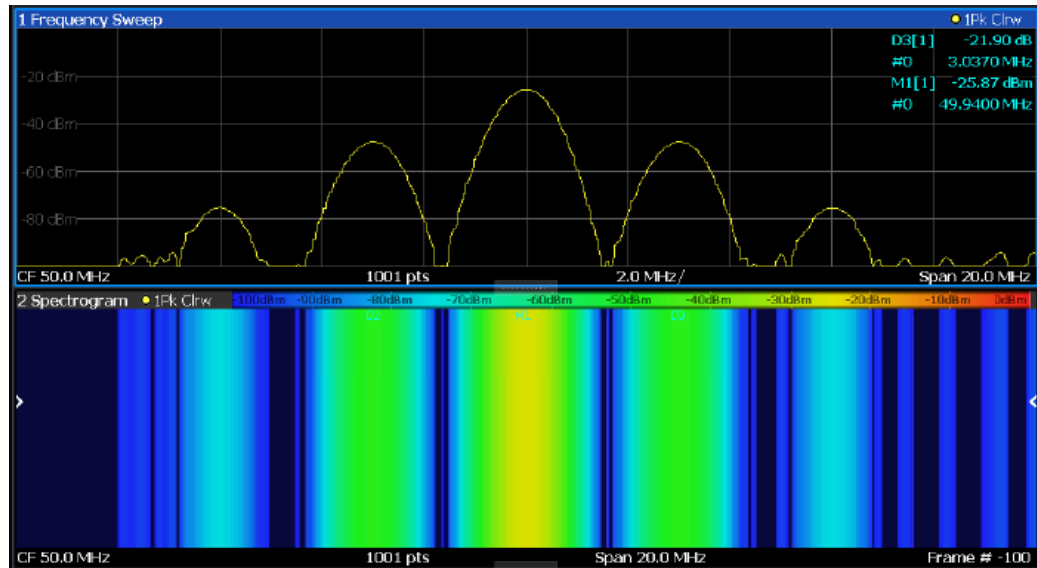 1 Frequency Sweep 1Pk Clrw
D3[1] -21.90 dB
#0 3.0370 MHz
M1[1] -25.87 dBm
#0 49.9400 MHz
-20 dBm
-40 dBm
-60 dBm
-80 dBm
CF 50.0 MHz 1001 pts 2.0 MHz/ Span 20.0 MHz
2 Spectrogram 1Pk Clrw -100dBm -90dBm -80dBm -70dBm -60dBm -50dBm -40dBm -30dBm -20dBm -10dBm 0dBm
D2 M1 D3
CF 50.0 MHz 1001 pts Span 20.0 MHz Frame # -100